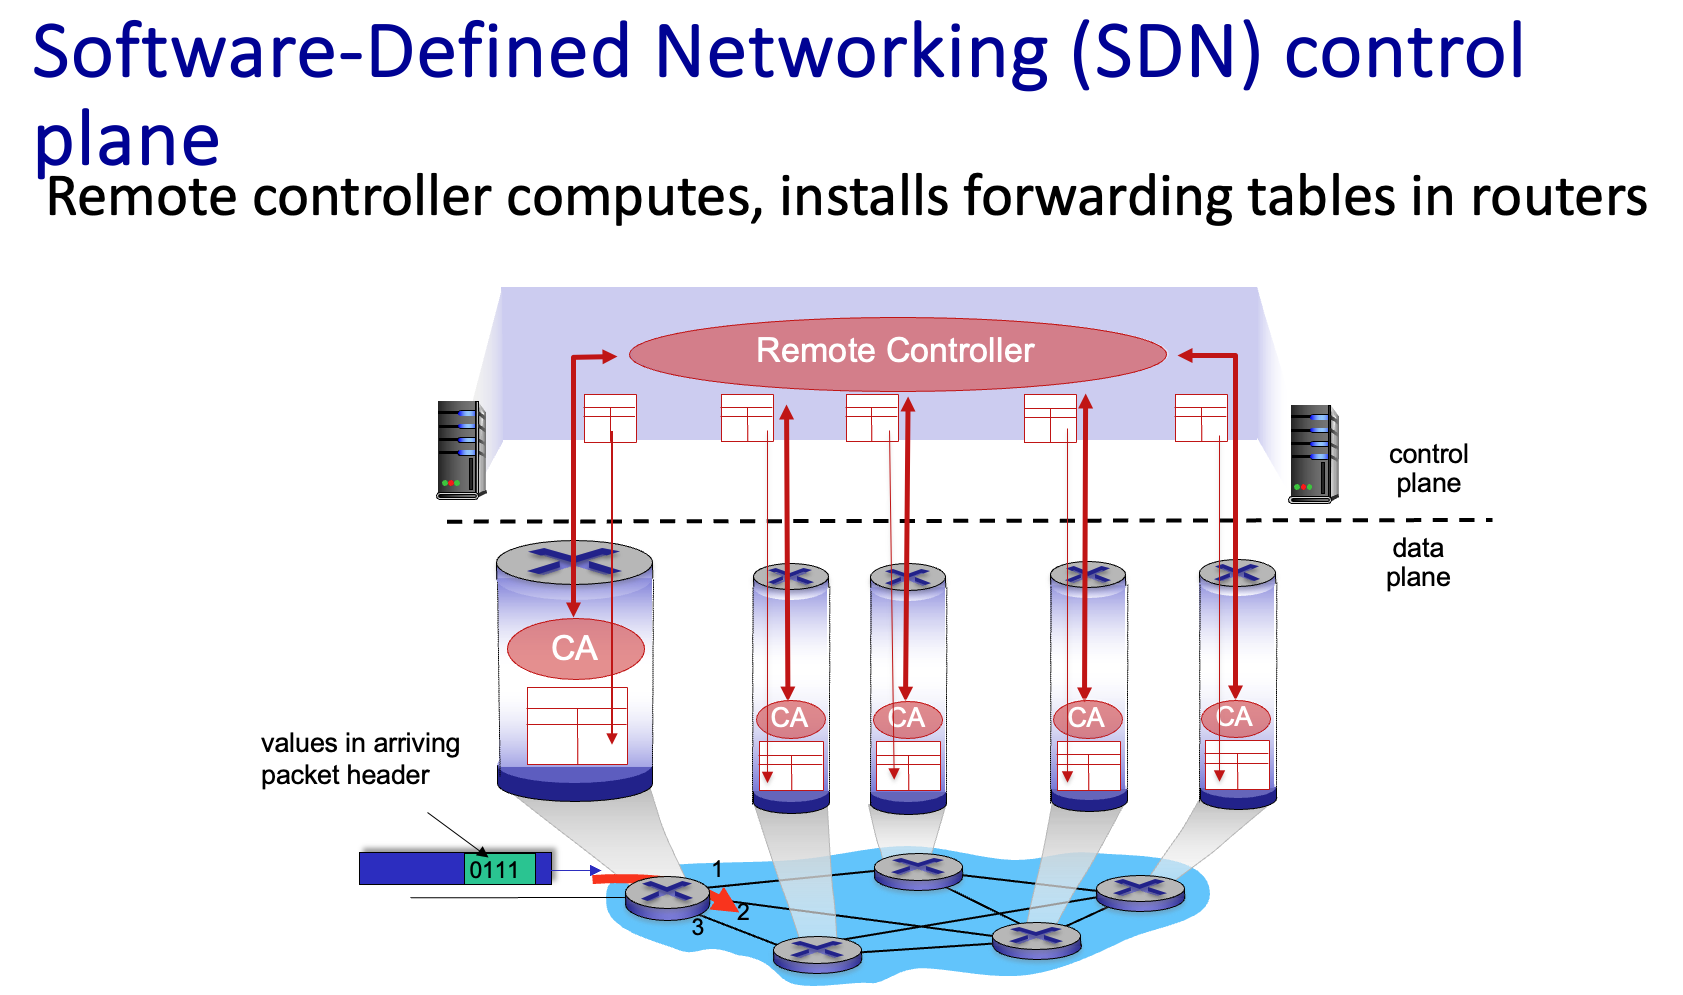 Software-Defined Networking (SDN) control
plane
Remote controller computes, installs forwarding tables in routers
Remote Controller
control
plane
data
plane
CA
CA
CA
CA
CA
values in arriving
packet header
0111
1
2
3